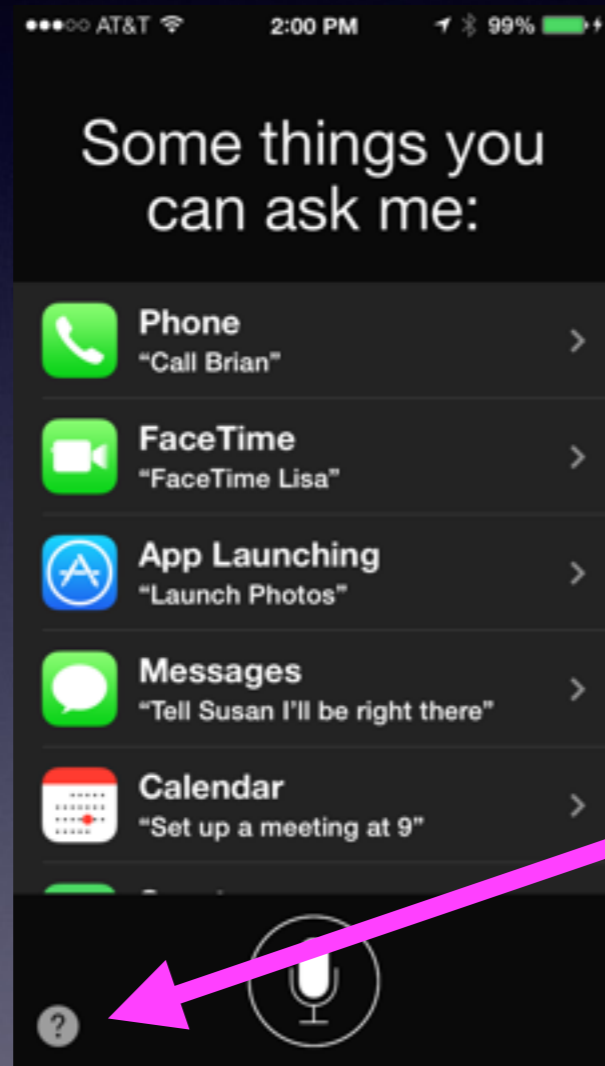 AT&T 2:00 PM 99%
Some things you
can ask me:
Phone
“Call Brian”
FaceTime
“FaceTime Lisa”
App Launching
“Launch Photos”
Messages
“Tell Susan I’ll be right there”
Calendar
“Set up a meeting at 9”
?